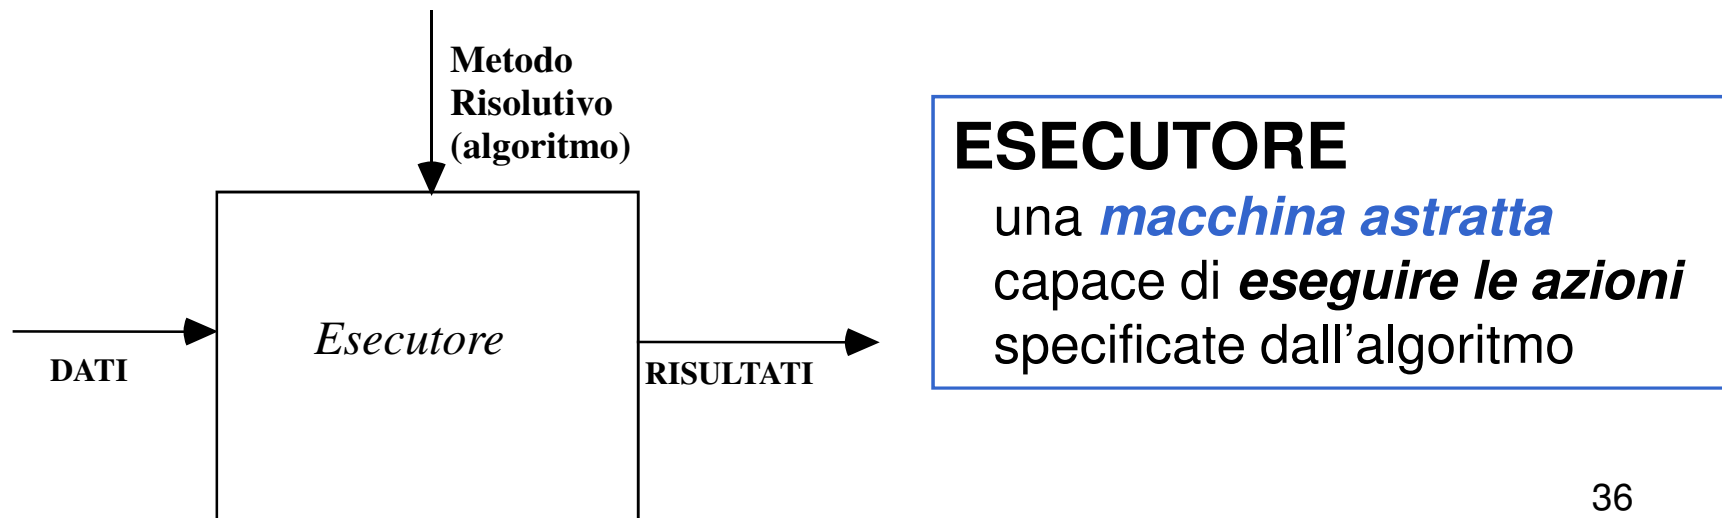 Metodo
Risolutivo
(algoritmo)
Esecutore
DATI
RISULTATI
ESECUTORE
una macchina astratta
capace di eseguire le azioni
specificate dall'algoritmo
36